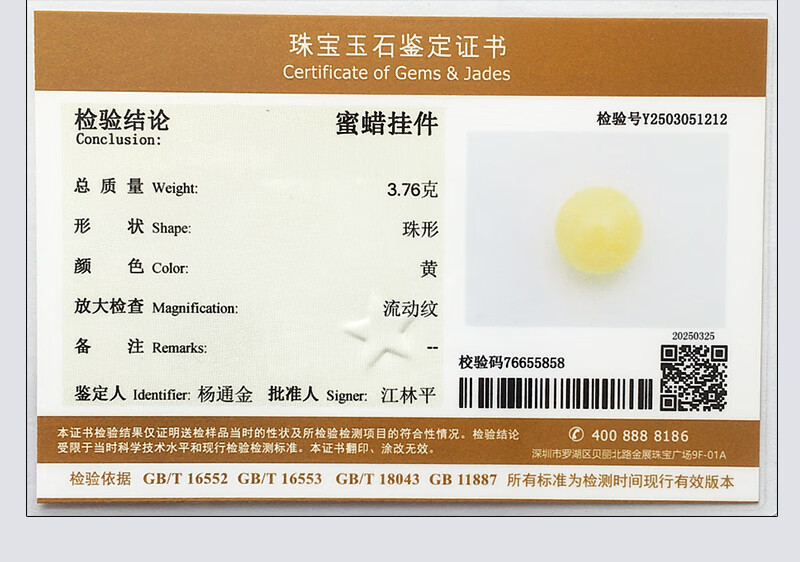 珠宝玉石鉴定证书
Certificate of Gems & Jades
检验结论 蜜蜡挂件
Conclusion:
检验号Y2503051212
总质量 Weight: 3.76克
形状 Shape: 珠形
颜色 Color: 黄
放大检查 Magnification: 流动纹
备注 Remarks: --
鉴定人 Identifier: 杨通金 批准人 Signer: 江林平
20250325
校验码76655858
本证书检验结果仅证明送检样品当时的性状及所检验检测项目的符合性情况。检验结论
受限于当时科学技术水平和现行检验检测标准。本证书翻印、涂改无效。
400 888 8186
深圳市罗湖区贝丽北路金展珠宝广场9F-01A
检验依据 GB/T 16552 GB/T 16553 GB/T 18043 GB 11887 所有标准为检测时间现行有效版本